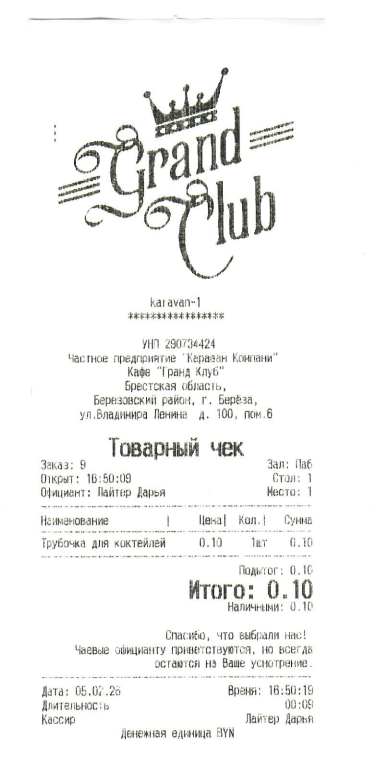 Grand
Club
karavan-1
*****************
УНП 290734424
Частное предприятие "Караван Компани"
Кафе "Гранд Клуб"
Брестская область,
Березовский район, г. Берёза,
ул.Владимира Ленина д. 100, пом.6
Товарный чек
Заказ: 9 Зал: Паб
Открыт: 16:50:09 Стол: 1
Официант: Лайтер Дарья Место: 1
Наименование | Цена| Кол.| Сумма
Трубочка для коктейлей 0.10 1шт 0.10
Подытог: 0.10
Итого: 0.10
Наличными: 0.10
Спасибо, что выбрали нас!
Чаевые официанту приветствуются, но всегда
остаются на Ваше усмотрение.
Дата: 05.02.26 Время: 16:50:19
Длительность 00:09
Кассир Лайтер Дарья
Денежная единица BYN